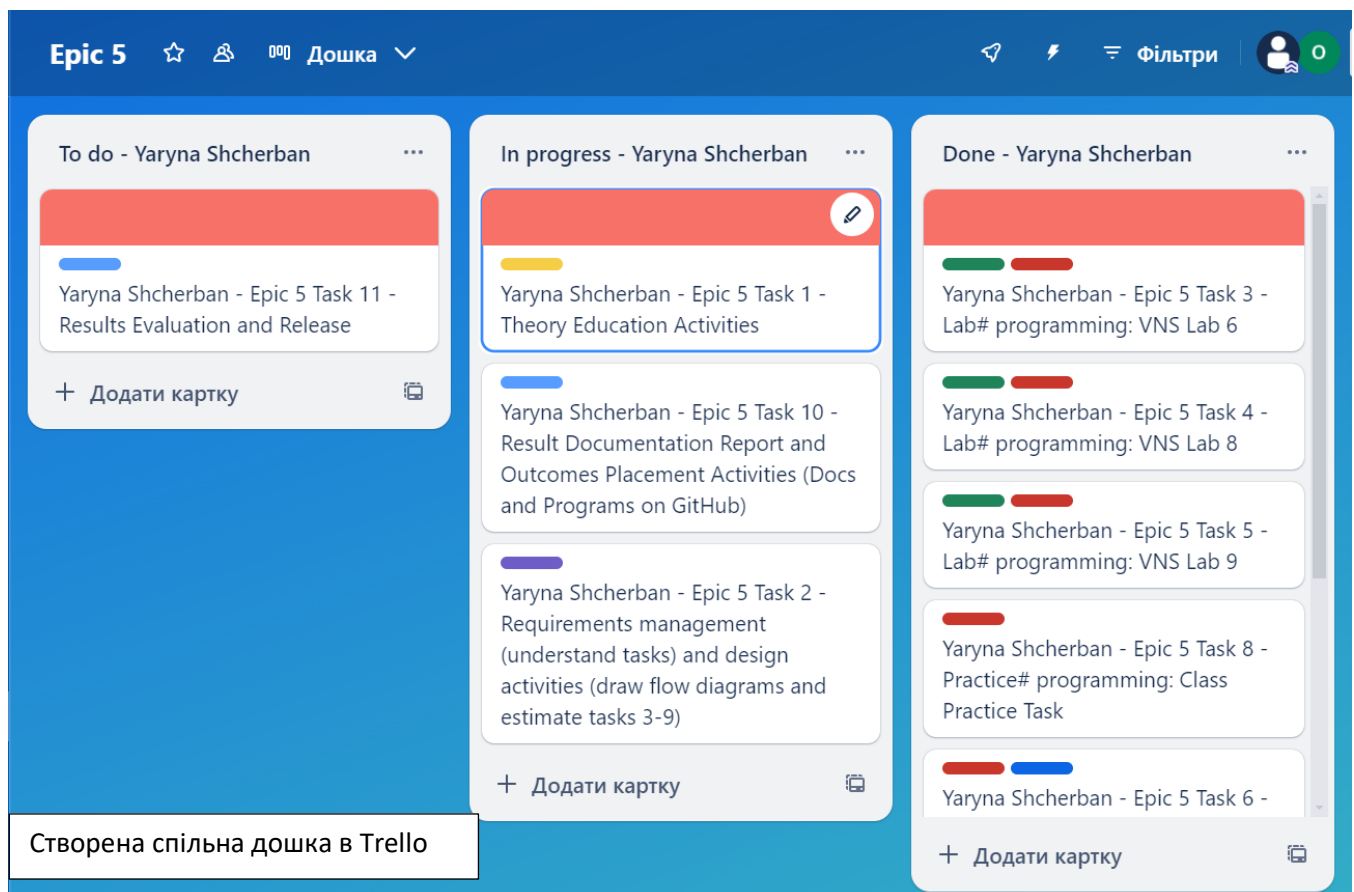 Epic 5 Дошка Фільтри O
To do - Yaryna Shcherban
Yaryna Shcherban - Epic 5 Task 11 -
Results Evaluation and Release
+ Додати картку
In progress - Yaryna Shcherban
Yaryna Shcherban - Epic 5 Task 1 -
Theory Education Activities
Yaryna Shcherban - Epic 5 Task 10 -
Result Documentation Report and
Outcomes Placement Activities (Docs
and Programs on GitHub)
Yaryna Shcherban - Epic 5 Task 2 -
Requirements management
(understand tasks) and design
activities (draw flow diagrams and
estimate tasks 3-9)
+ Додати картку
Done - Yaryna Shcherban
Yaryna Shcherban - Epic 5 Task 3 -
Lab# programming: VNS Lab 6
Yaryna Shcherban - Epic 5 Task 4 -
Lab# programming: VNS Lab 8
Yaryna Shcherban - Epic 5 Task 5 -
Lab# programming: VNS Lab 9
Yaryna Shcherban - Epic 5 Task 8 -
Practice# programming: Class
Practice Task
Yaryna Shcherban - Epic 5 Task 6 -
+ Додати картку
Створена спільна дошка в Trello